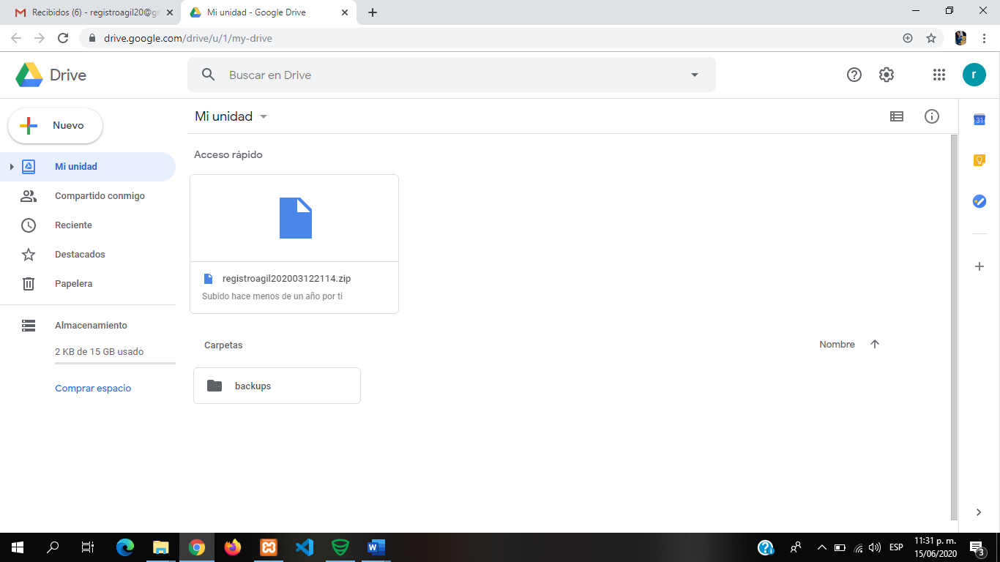 Recibidos (6) - registroagil20@gr
Mi unidad - Google Drive
drive.google.com/drive/u/1/my-drive
Drive
Buscar en Drive
r
Nuevo
Mi unidad
31
Mi unidad
Compartido conmigo
Reciente
Destacados
Papelera
Almacenamiento
2 KB de 15 GB usado
Comprar espacio
Acceso rápido
registroagil202003122114.zip
Subido hace menos de un año por ti
Carpetas
Nombre
backups
ESP
11:31 p. m.
15/06/2020
3